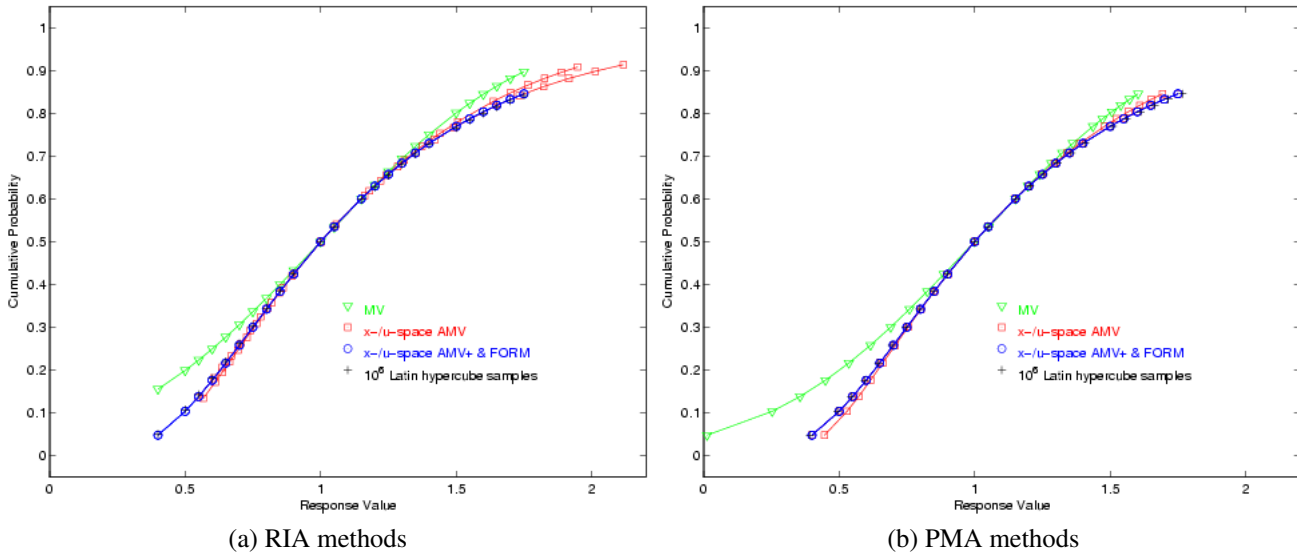 1
0.9
0.8
0.7
0.6
0.5
0.4
0.3
0.2
0.1
0
Cumulative Probability
MV
x-/u-space AMV
x-/u-space AMV+ & FORM
10⁶ Latin hypercube samples
0
0.5
1
1.5
2
Response Value
(a) RIA methods
1
0.9
0.8
0.7
0.6
0.5
0.4
0.3
0.2
0.1
0
Cumulative Probability
MV
x-/u-space AMV
x-/u-space AMV+ & FORM
10⁶ Latin hypercube samples
0
0.5
1
1.5
2
Response Value
(b) PMA methods